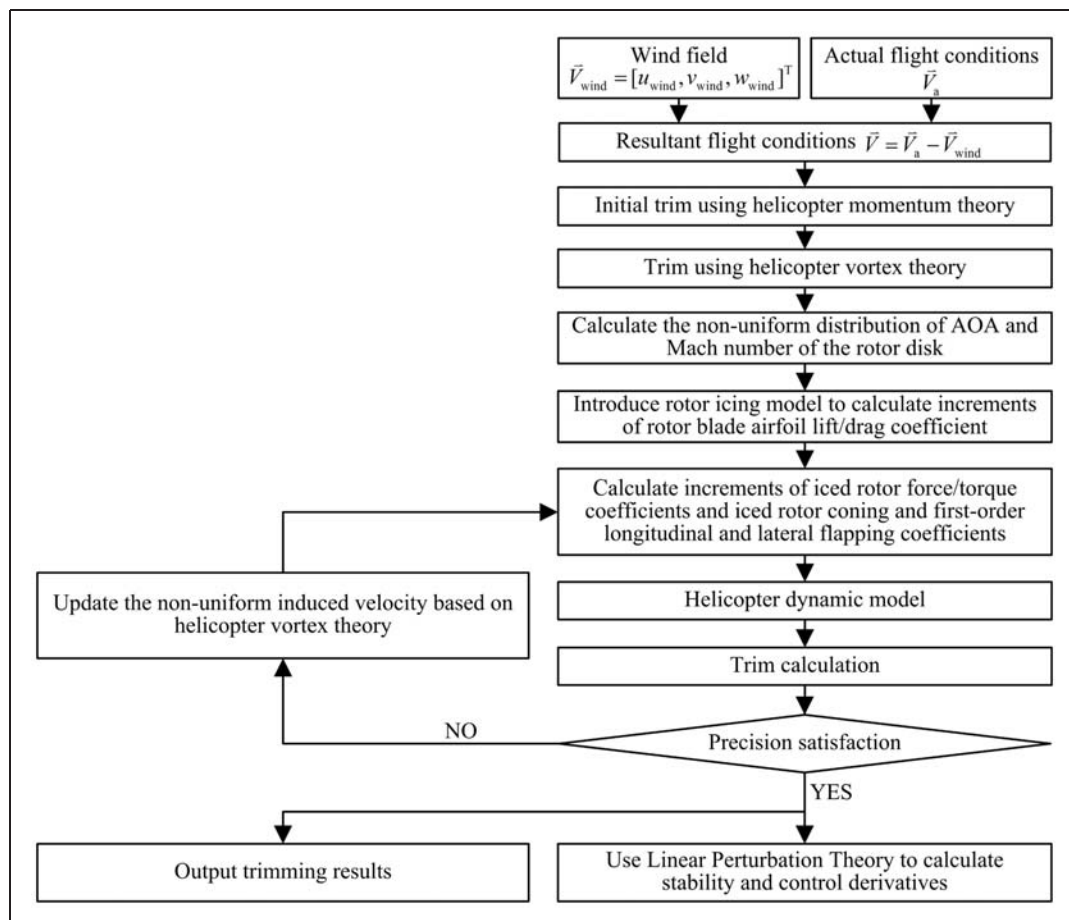 Wind field
V⃗wind = [uwind, vwind, wwind]T
Actual flight conditions
V⃗a
Resultant flight conditions V⃗ = V⃗a − V⃗wind
Initial trim using helicopter momentum theory
Trim using helicopter vortex theory
Calculate the non-uniform distribution of AOA and
Mach number of the rotor disk
Introduce rotor icing model to calculate increments
of rotor blade airfoil lift/drag coefficient
Calculate increments of iced rotor force/torque
coefficients and iced rotor coning and first-order
longitudinal and lateral flapping coefficients
Update the non-uniform induced velocity based on
helicopter vortex theory
Helicopter dynamic model
Trim calculation
NO
Precision satisfaction
YES
Output trimming results
Use Linear Perturbation Theory to calculate
stability and control derivatives